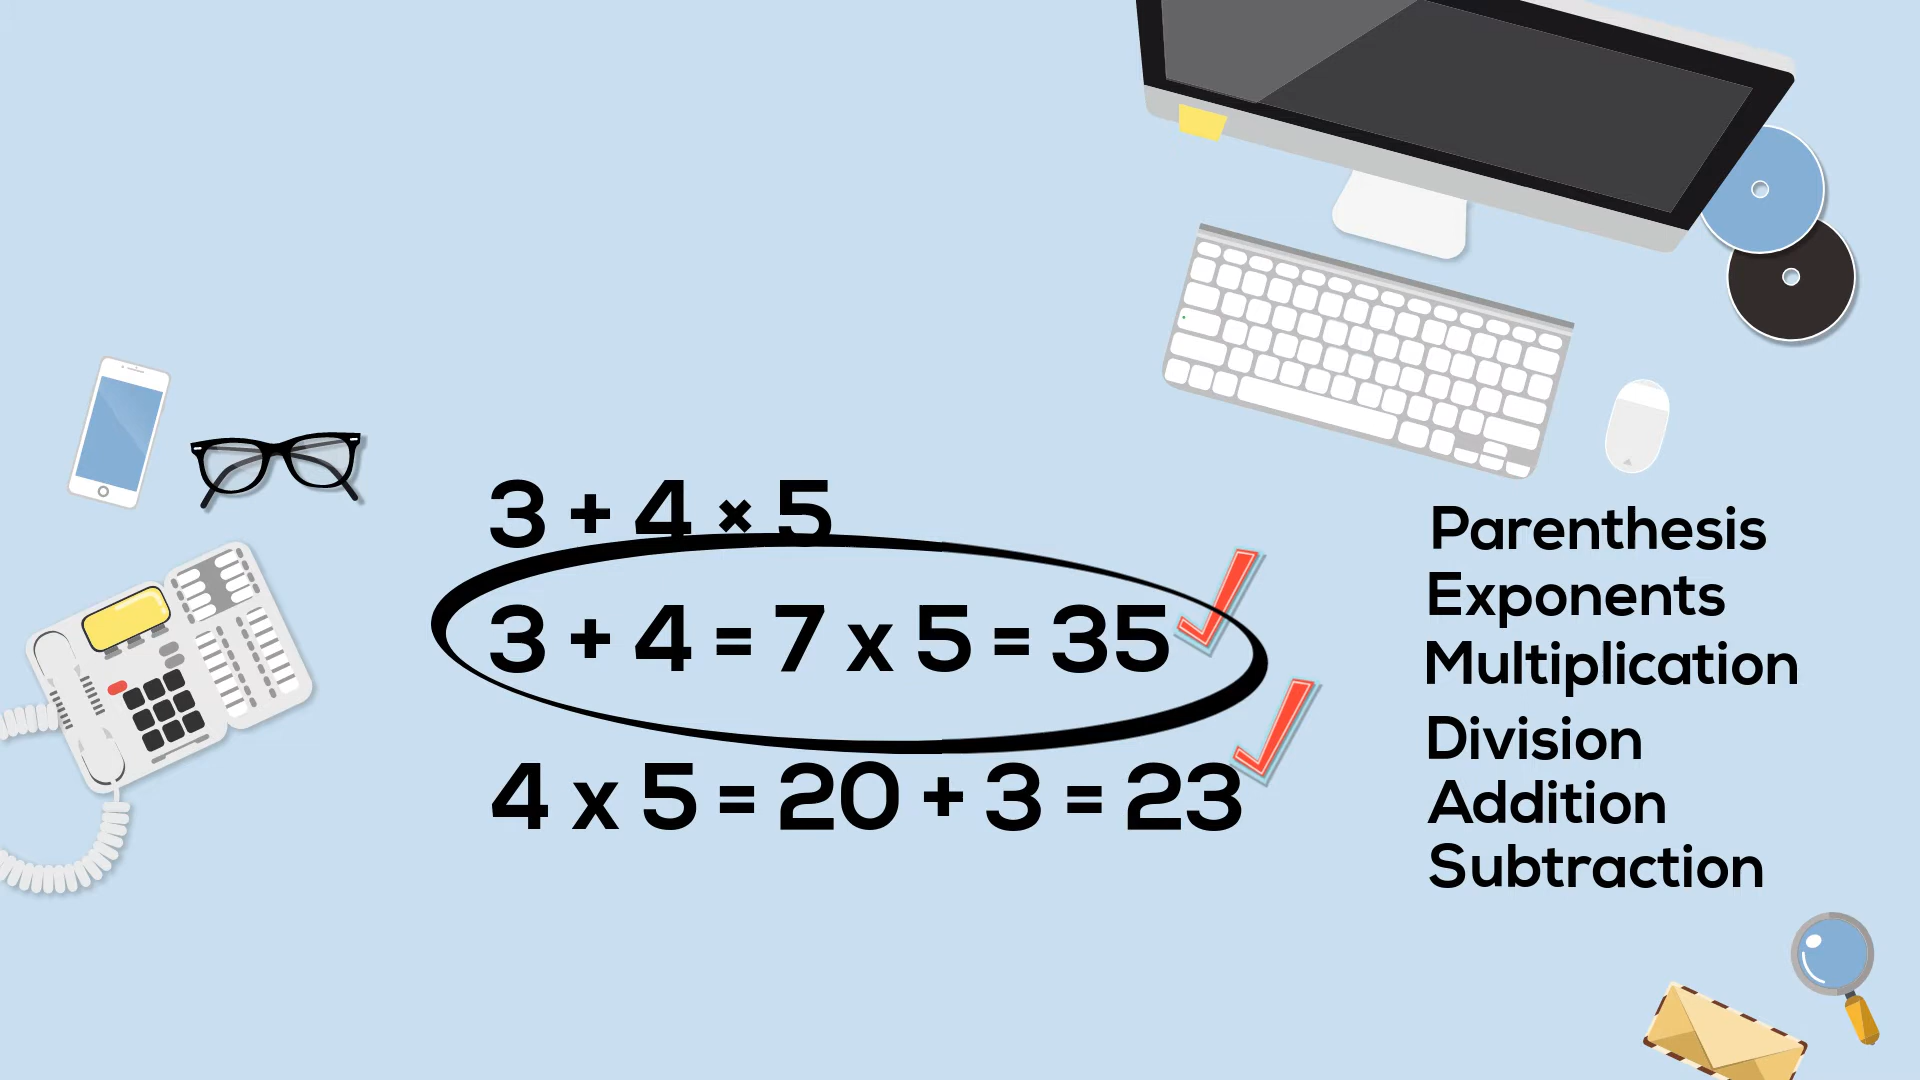 3 + 4 × 5
3 + 4 = 7 x 5 = 35
4 x 5 = 20 + 3 = 23
Parenthesis
Exponents
Multiplication
Division
Addition
Subtraction